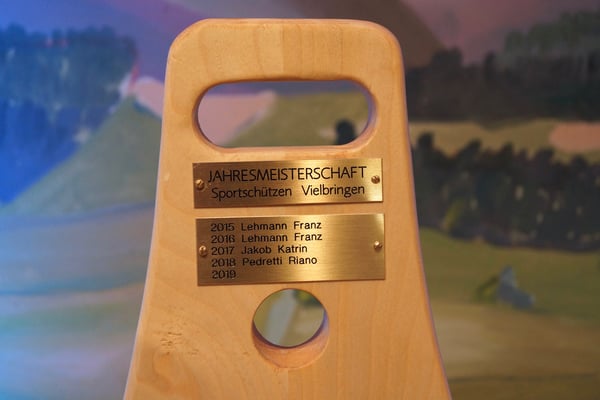 JAHRESMEISTERSCHAFT
Sportschützen Vielbringen
2015 Lehmann Franz
2016 Lehmann Franz
2017 Jakob Katrin
2018 Pedretti Riano
2019